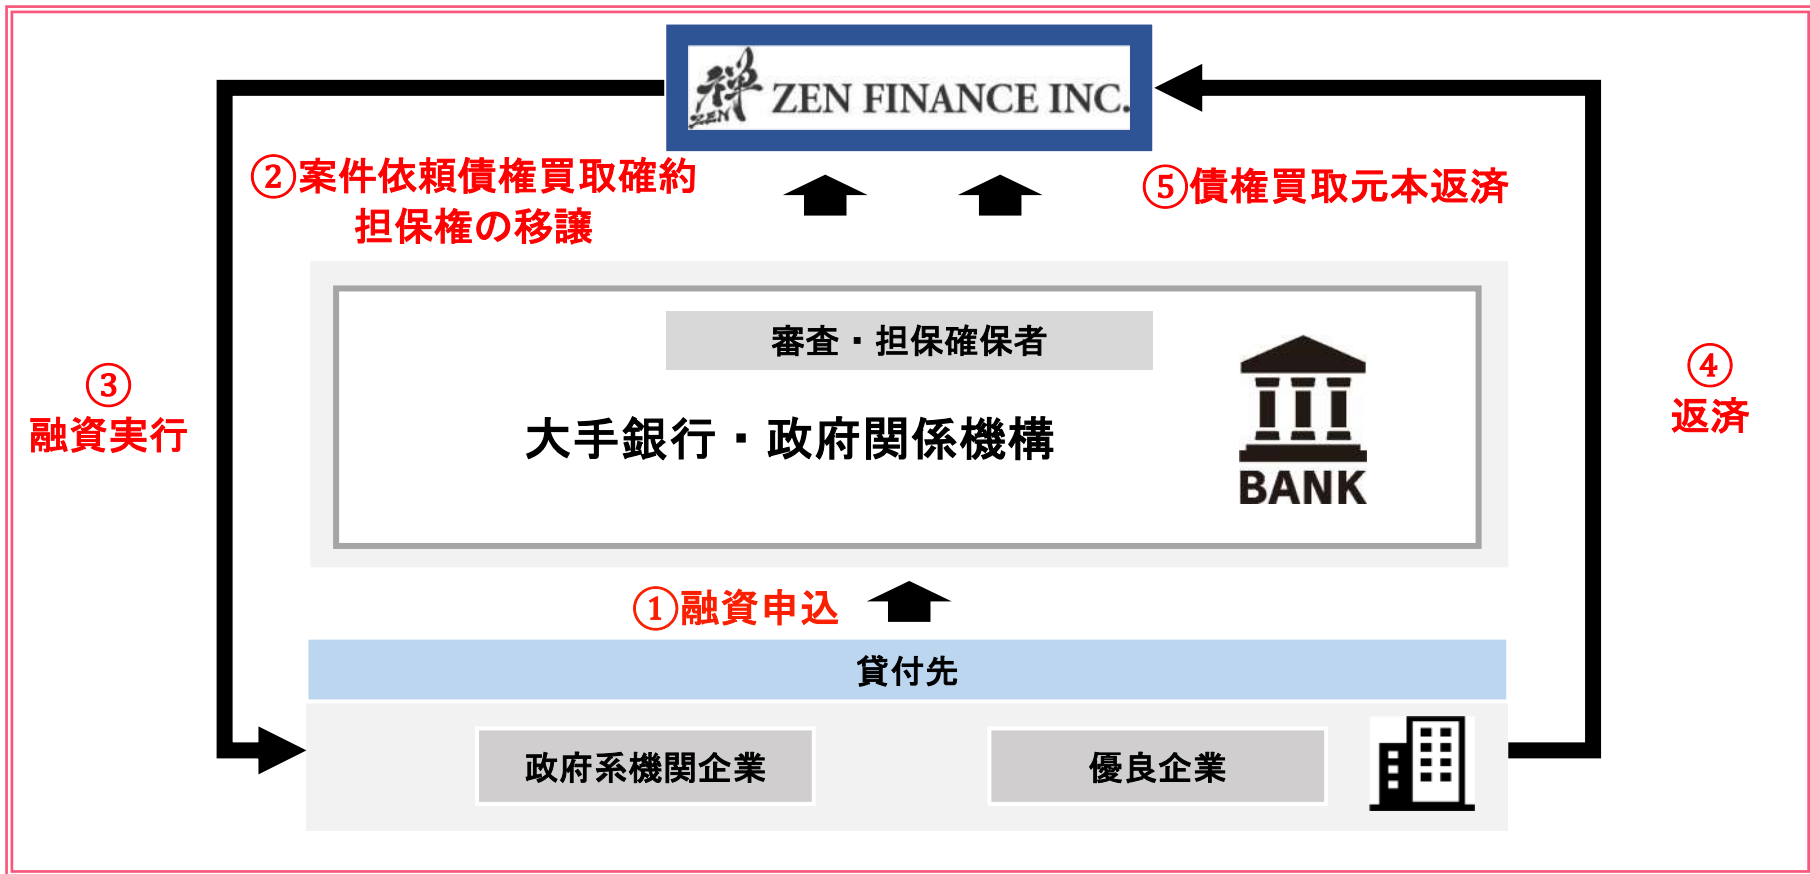 禅
ZEN
ZEN FINANCE INC.
②案件依頼債権買取確約
担保権の移譲
⑤債権買取元本返済
審査・担保確保者
大手銀行・政府関係機構
BANK
③
融資実行
④
返済
①融資申込
貸付先
政府系機関企業
優良企業